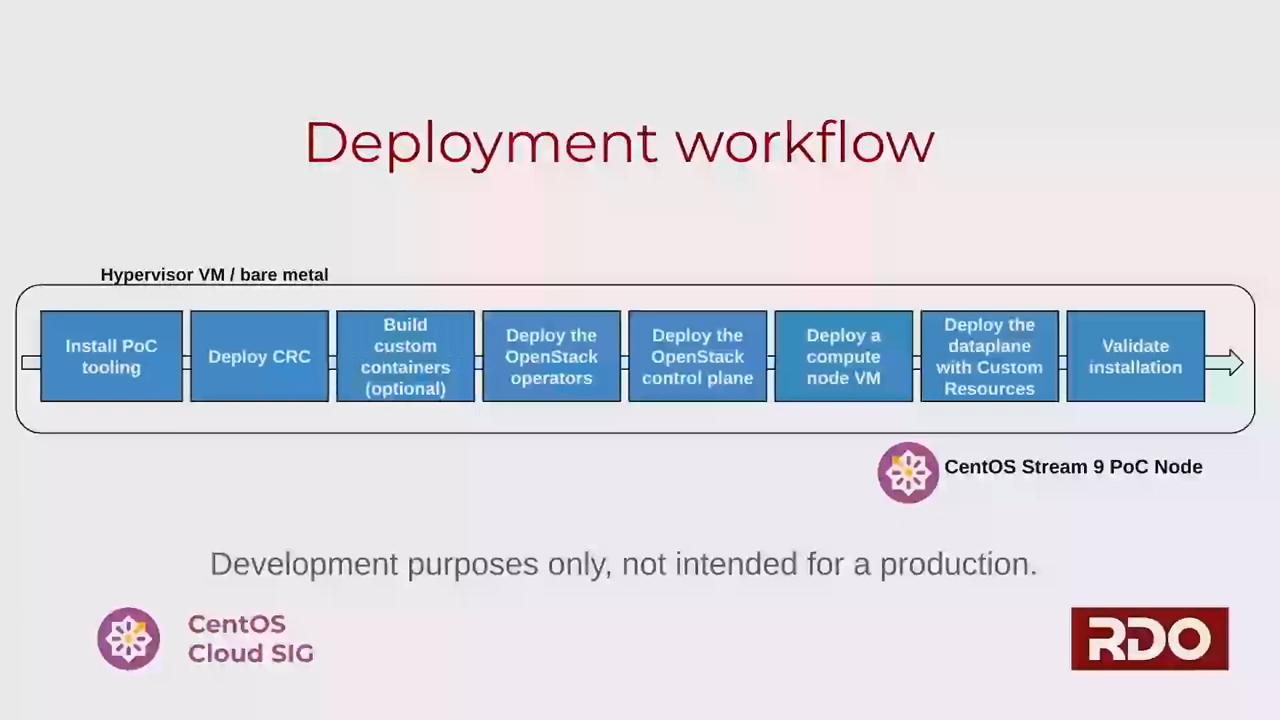 Deployment workflow
Hypervisor VM / bare metal
Install PoC
tooling
Deploy CRC
Build
custom
containers
(optional)
Deploy the
OpenStack
operators
Deploy the
OpenStack
control plane
Deploy a
compute
node VM
Deploy the
dataplane
with Custom
Resources
Validate
installation
CentOS Stream 9 PoC Node
Development purposes only, not intended for a production.
CentOS
Cloud SIG
RDO